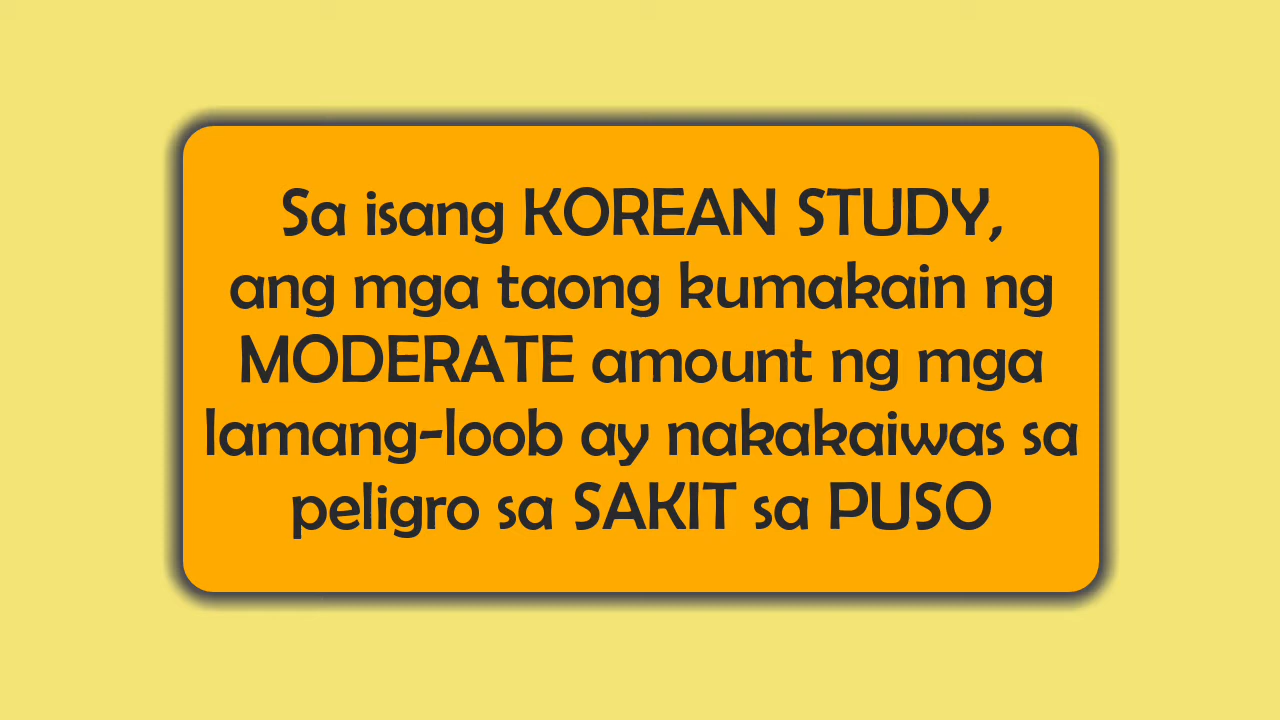 Sa isang KOREAN STUDY,
ang mga taong kumakain ng
MODERATE amount ng mga
lamang-loob ay nakakaiwas sa
peligro sa SAKIT sa PUSO